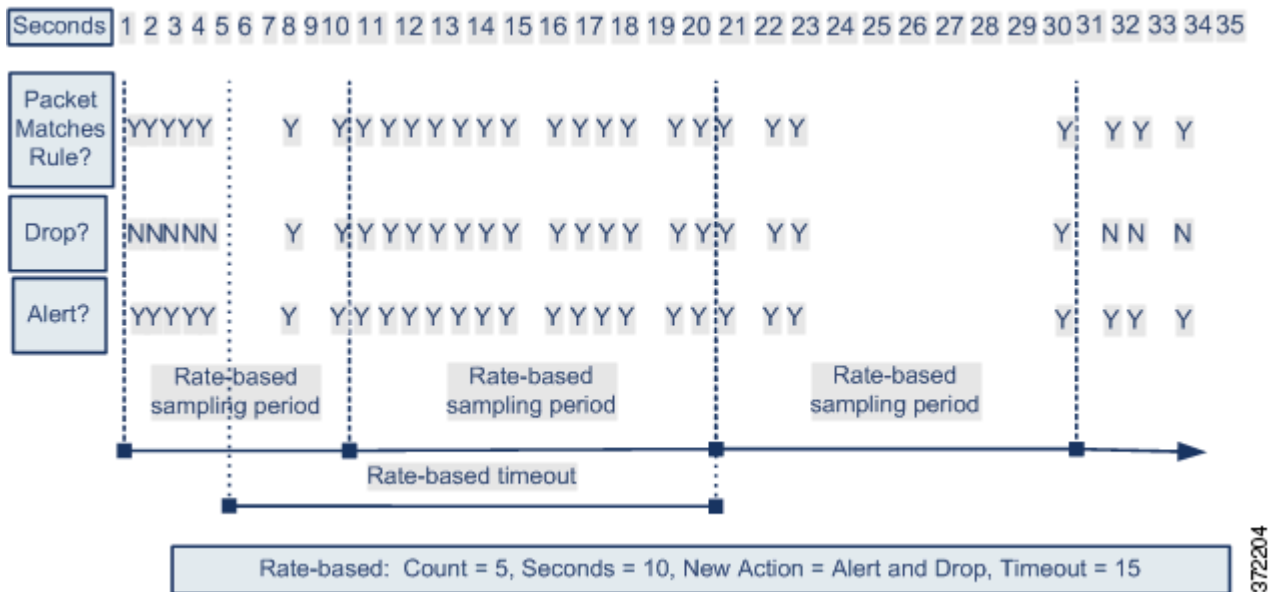 Seconds 1 2 3 4 5 6 7 8 9 10 11 12 13 14 15 16 17 18 19 20 21 22 23 24 25 26 27 28 29 30 31 32 33 34 35
Packet
Matches
Rule?
YYYYY Y Y Y Y Y Y Y Y Y Y Y Y Y Y Y Y Y Y Y Y Y Y
Drop?
NNNNN Y Y Y Y Y Y Y Y Y Y Y Y Y Y Y Y Y Y Y N N N
Alert?
YYYYY Y Y Y Y Y Y Y Y Y Y Y Y Y Y Y Y Y Y Y Y Y Y
Rate-based
sampling period
Rate-based
sampling period
Rate-based
sampling period
Rate-based timeout
Rate-based: Count = 5, Seconds = 10, New Action = Alert and Drop, Timeout = 15
372204